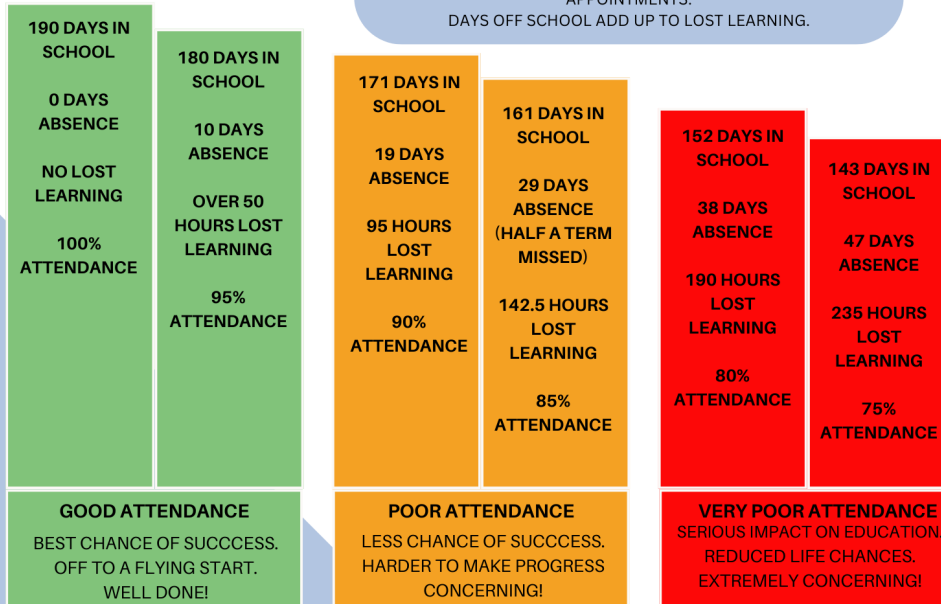 APPOINTMENTS.
DAYS OFF SCHOOL ADD UP TO LOST LEARNING.
190 DAYS IN
SCHOOL
0 DAYS
ABSENCE
NO LOST
LEARNING
100%
ATTENDANCE
180 DAYS IN
SCHOOL
10 DAYS
ABSENCE
OVER 50
HOURS LOST
LEARNING
95%
ATTENDANCE
171 DAYS IN
SCHOOL
19 DAYS
ABSENCE
95 HOURS
LOST
LEARNING
90%
ATTENDANCE
161 DAYS IN
SCHOOL
29 DAYS
ABSENCE
(HALF A TERM
MISSED)
142.5 HOURS
LOST
LEARNING
85%
ATTENDANCE
152 DAYS IN
SCHOOL
38 DAYS
ABSENCE
190 HOURS
LOST
LEARNING
80%
ATTENDANCE
143 DAYS IN
SCHOOL
47 DAYS
ABSENCE
235 HOURS
LOST
LEARNING
75%
ATTENDANCE
GOOD ATTENDANCE
BEST CHANCE OF SUCCCESS.
OFF TO A FLYING START.
WELL DONE!
POOR ATTENDANCE
LESS CHANCE OF SUCCCESS.
HARDER TO MAKE PROGRESS
CONCERNING!
VERY POOR ATTENDANCE
SERIOUS IMPACT ON EDUCATION.
REDUCED LIFE CHANCES.
EXTREMELY CONCERNING!